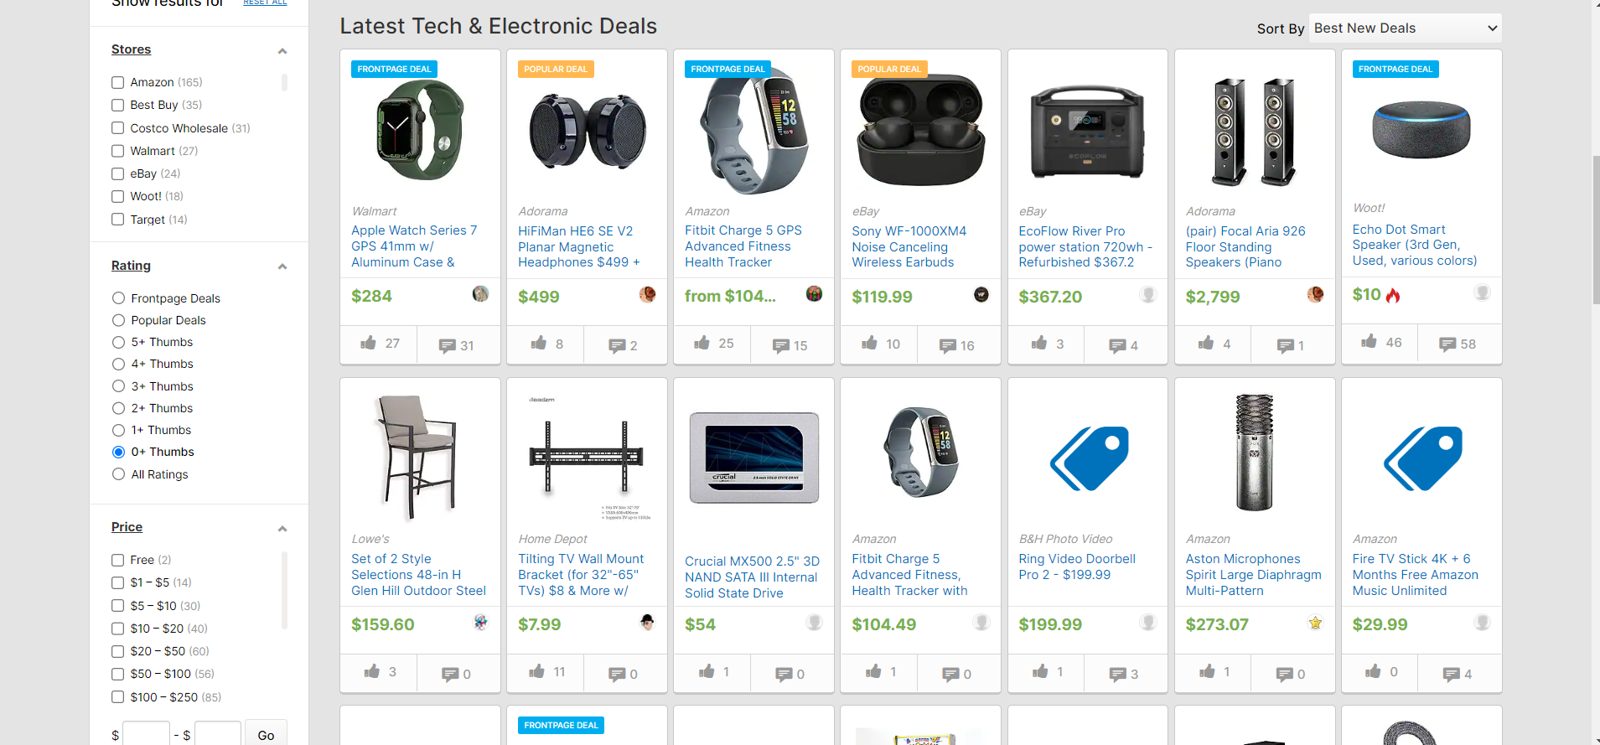 Show results for
RESET ALL
Stores
Amazon (165)
Best Buy (35)
Costco Wholesale (31)
Walmart (27)
eBay (24)
Woot! (18)
Target (14)
Rating
Frontpage Deals
Popular Deals
5+ Thumbs
4+ Thumbs
3+ Thumbs
2+ Thumbs
1+ Thumbs
0+ Thumbs
All Ratings
Price
Free (2)
$1 – $5 (14)
$5 – $10 (30)
$10 – $20 (40)
$20 – $50 (60)
$50 – $100 (56)
$100 – $250 (85)
$ - $ Go
Latest Tech & Electronic Deals
Sort By Best New Deals
FRONTPAGE DEAL
Walmart
Apple Watch Series 7
GPS 41mm w/
Aluminum Case &
$284
27 31
POPULAR DEAL
Adorama
HiFiMan HE6 SE V2
Planar Magnetic
Headphones $499 +
$499
8 2
FRONTPAGE DEAL
12
58
Amazon
Fitbit Charge 5 GPS
Advanced Fitness
Health Tracker
from $104...
25 15
POPULAR DEAL
eBay
Sony WF-1000XM4
Noise Canceling
Wireless Earbuds
$119.99
10 16
ECOFLOW
eBay
EcoFlow River Pro
power station 720wh -
Refurbished $367.2
$367.20
3 4
Adorama
(pair) Focal Aria 926
Floor Standing
Speakers (Piano
$2,799
4 1
FRONTPAGE DEAL
Woot!
Echo Dot Smart
Speaker (3rd Gen,
Used, various colors)
$10
46 58
Lowe's
Set of 2 Style
Selections 48-in H
Glen Hill Outdoor Steel
$159.60
3 0
Home Depot
Tilting TV Wall Mount
Bracket (for 32"-65"
TVs) $8 & More w/
$7.99
11 0
crucial
Crucial MX500 2.5" 3D
NAND SATA III Internal
Solid State Drive
$54
1 0
12
58
Amazon
Fitbit Charge 5
Advanced Fitness,
Health Tracker with
$104.49
1 0
B&H Photo Video
Ring Video Doorbell
Pro 2 - $199.99
$199.99
1 3
Amazon
Aston Microphones
Spirit Large Diaphragm
Multi-Pattern
$273.07
1 0
Amazon
Fire TV Stick 4K + 6
Months Free Amazon
Music Unlimited
$29.99
0 4
FRONTPAGE DEAL